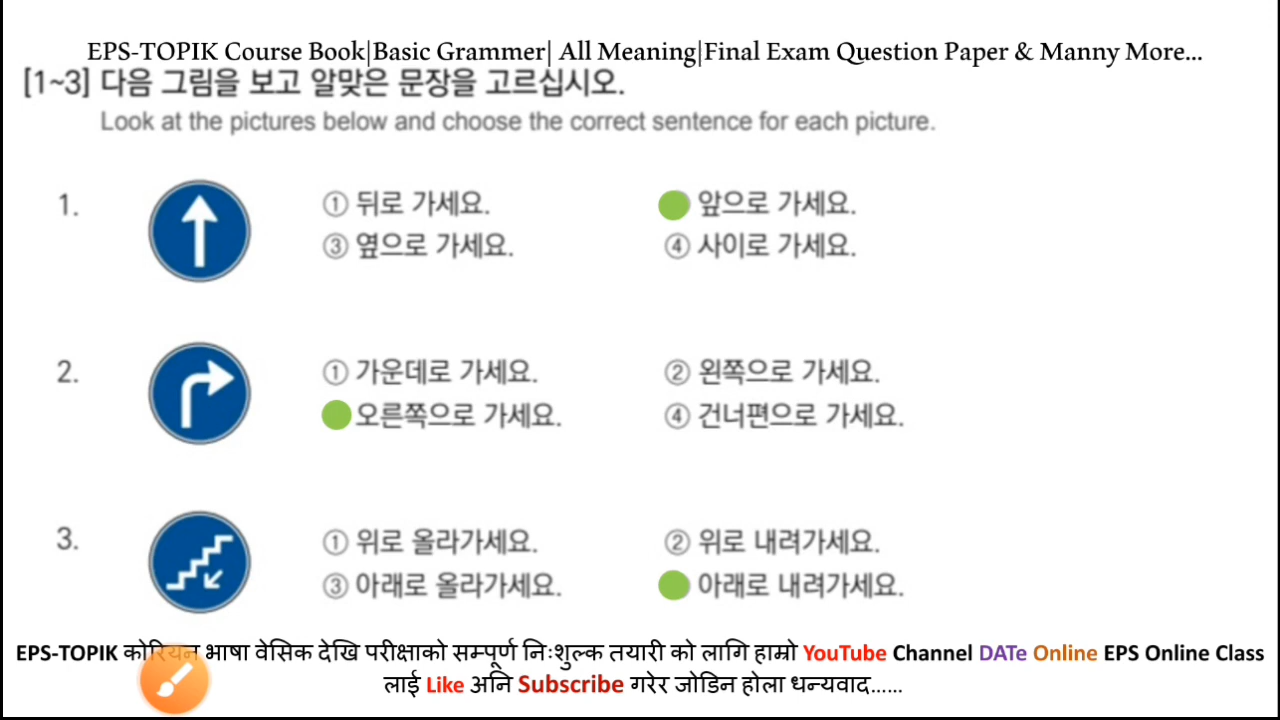 EPS-TOPIK Course Book|Basic Grammer| All Meaning|Final Exam Question Paper & Manny More...
[1~3] 다음 그림을 보고 알맞은 문장을 고르십시오.
Look at the pictures below and choose the correct sentence for each picture.
1.
① 뒤로 가세요.
앞으로 가세요.
③ 옆으로 가세요.
④ 사이로 가세요.
2.
① 가운데로 가세요.
② 왼쪽으로 가세요.
오른쪽으로 가세요.
④ 건너편으로 가세요.
3.
① 위로 올라가세요.
② 위로 내려가세요.
③ 아래로 올라가세요.
아래로 내려가세요.
EPS-TOPIK कोरियन भाषा वेसिक देखि परीक्षाको सम्पूर्ण निःशुल्क तयारी को लागि हाम्रो YouTube Channel DATe Online EPS Online Class
लाई Like अनि Subscribe गरेर जोडिन होला धन्यवाद......